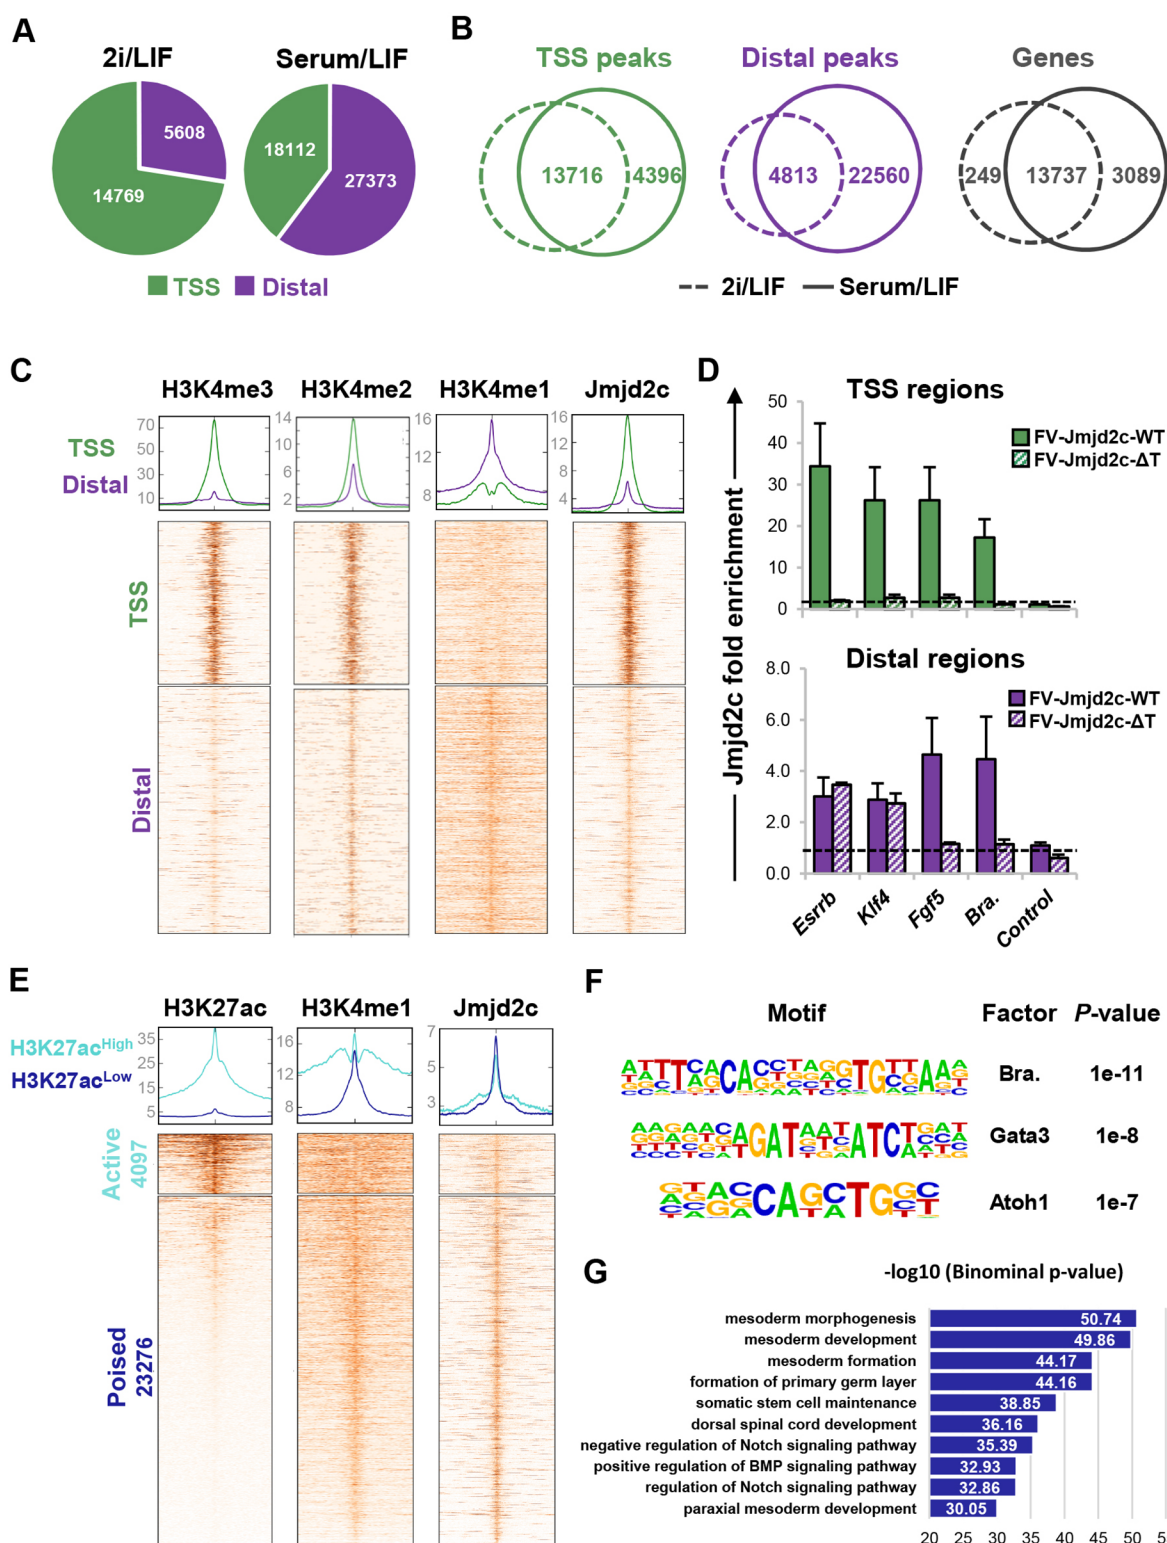 A
2i/LIF
Serum/LIF
5608
14769
18112
27373
TSS
Distal
B
TSS peaks
Distal peaks
Genes
13716
4396
4813
22560
249
13737
3089
2i/LIF
Serum/LIF
C
H3K4me3
H3K4me2
H3K4me1
Jmjd2c
TSS
Distal
70
50
30
10
14
10
6
2
16
12
8
16
12
8
4
TSS
Distal
D
TSS regions
50
40
30
20
10
0
FV-Jmjd2c-WT
FV-Jmjd2c-ΔT
Jmjd2c fold enrichment
Distal regions
8.0
6.0
4.0
2.0
0.0
FV-Jmjd2c-WT
FV-Jmjd2c-ΔT
Esrrb
Klf4
Fgf5
Bra.
Control
E
H3K27ac
H3K4me1
Jmjd2c
H3K27acHigh
H3K27acLow
35
25
15
5
16
12
8
7
5
3
Active
4097
Poised
23276
F
Motif
Factor
P-value
Bra.
1e-11
Gata3
1e-8
Atoh1
1e-7
G
-log10 (Binominal p-value)
mesoderm morphogenesis 50.74
mesoderm development 49.86
mesoderm formation 44.17
formation of primary germ layer 44.16
somatic stem cell maintenance 38.85
dorsal spinal cord development 36.16
negative regulation of Notch signaling pathway 35.39
positive regulation of BMP signaling pathway 32.93
regulation of Notch signaling pathway 32.86
paraxial mesoderm development 30.05
20 25 30 35 40 45 50